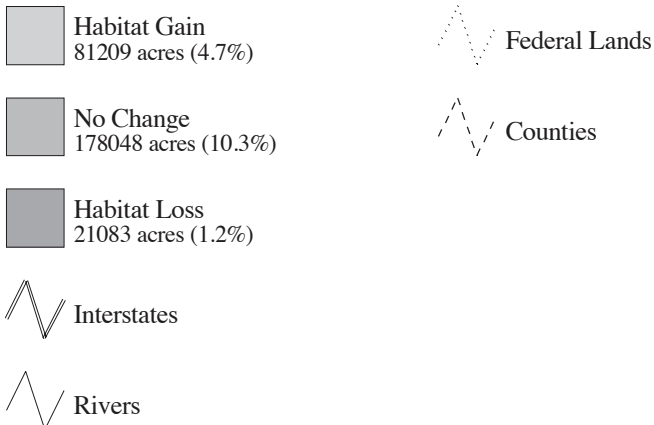 Habitat Gain
81209 acres (4.7%)
No Change
178048 acres (10.3%)
Habitat Loss
21083 acres (1.2%)
Interstates
Rivers
Federal Lands
Counties